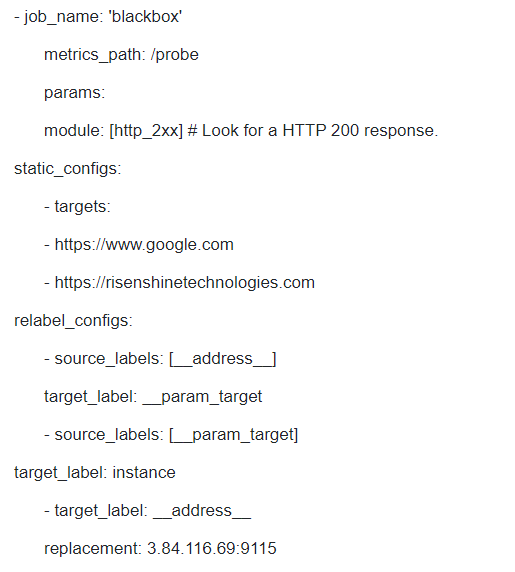 - job_name: 'blackbox'
metrics_path: /probe
params:
module: [http_2xx] # Look for a HTTP 200 response.
static_configs:
- targets:
- https://www.google.com
- https://risenshinetechnologies.com
relabel_configs:
- source_labels: [__address__]
target_label: __param_target
- source_labels: [__param_target]
target_label: instance
- target_label: __address__
replacement: 3.84.116.69:9115